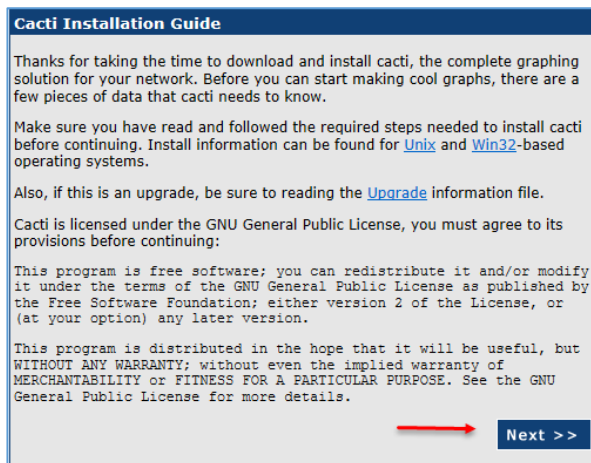 Cacti Installation Guide
Thanks for taking the time to download and install cacti, the complete graphing
solution for your network. Before you can start making cool graphs, there are a
few pieces of data that cacti needs to know.
Make sure you have read and followed the required steps needed to install cacti
before continuing. Install information can be found for Unix and Win32-based
operating systems.
Also, if this is an upgrade, be sure to reading the Upgrade information file.
Cacti is licensed under the GNU General Public License, you must agree to its
provisions before continuing:
This program is free software; you can redistribute it and/or modify
it under the terms of the GNU General Public License as published by
the Free Software Foundation; either version 2 of the License, or
(at your option) any later version.
This program is distributed in the hope that it will be useful, but
WITHOUT ANY WARRANTY; without even the implied warranty of
MERCHANTABILITY or FITNESS FOR A PARTICULAR PURPOSE. See the GNU
General Public License for more details.
Next >>